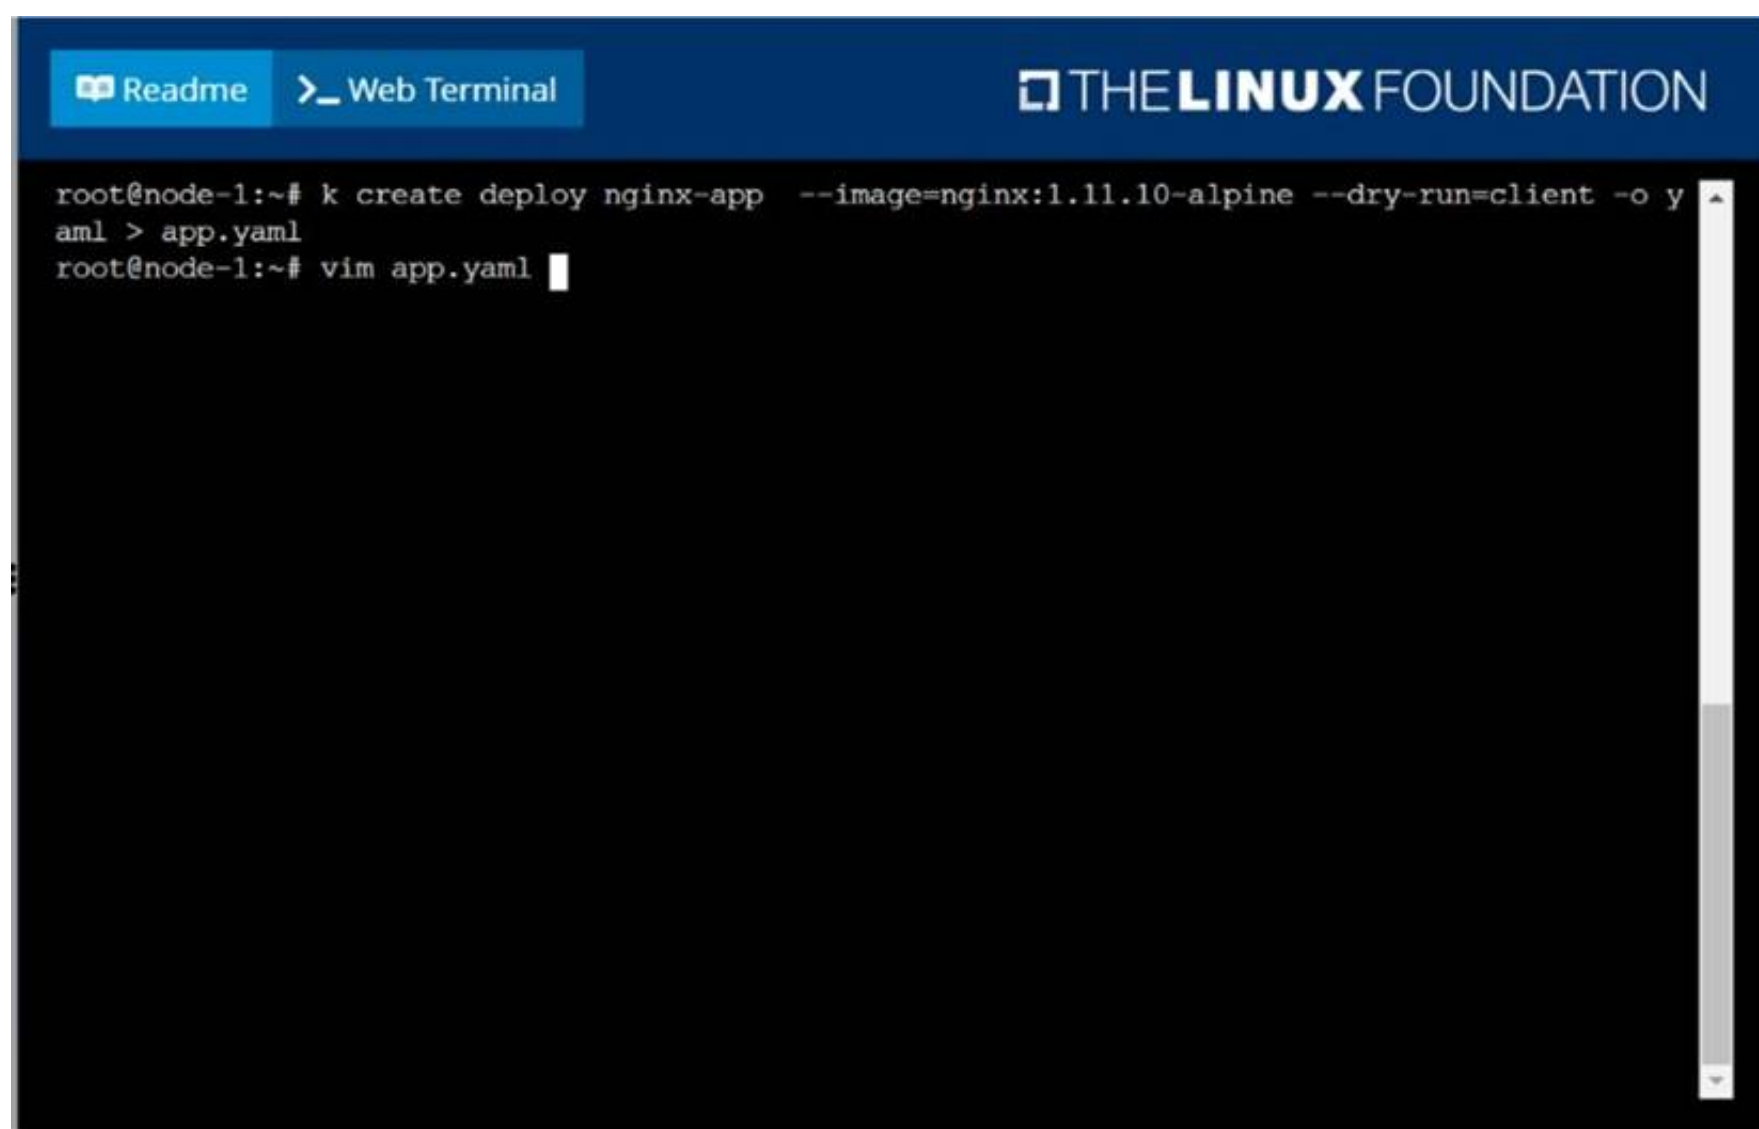 Readme >_ Web Terminal THE LINUX FOUNDATION
root@node-1:~# k create deploy nginx-app  --image=nginx:1.11.10-alpine --dry-run=client -o y
aml > app.yaml
root@node-1:~# vim app.yaml